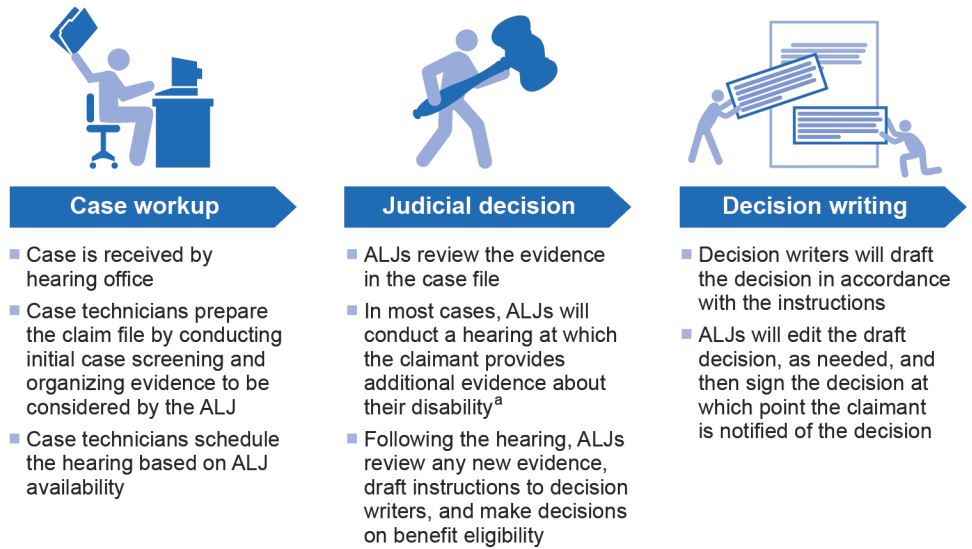 Case workup
Case is received by
hearing office
Case technicians prepare
the claim file by conducting
initial case screening and
organizing evidence to be
considered by the ALJ
Case technicians schedule
the hearing based on ALJ
availability
Judicial decision
ALJs review the evidence
in the case file
In most cases, ALJs will
conduct a hearing at which
the claimant provides
additional evidence about
their disabilityᵃ
Following the hearing, ALJs
review any new evidence,
draft instructions to decision
writers, and make decisions
on benefit eligibility
Decision writing
Decision writers will draft
the decision in accordance
with the instructions
ALJs will edit the draft
decision, as needed, and
then sign the decision at
which point the claimant
is notified of the decision